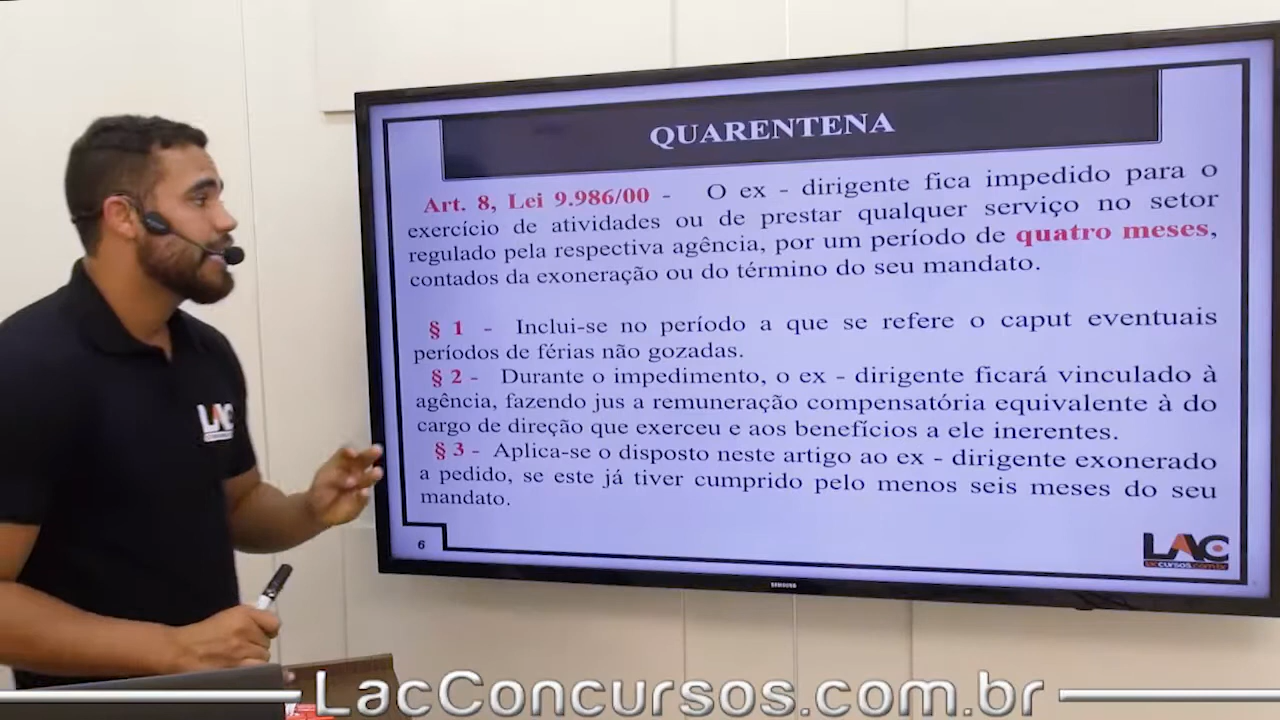 QUARENTENA
Art. 8, Lei 9.986/00 - O ex - dirigente fica impedido para o
exercício de atividades ou de prestar qualquer serviço no setor
regulado pela respectiva agência, por um período de quatro meses,
contados da exoneração ou do término do seu mandato.
§ 1 - Inclui-se no período a que se refere o caput eventuais
períodos de férias não gozadas.
§ 2 - Durante o impedimento, o ex - dirigente ficará vinculado à
agência, fazendo jus a remuneração compensatória equivalente à do
cargo de direção que exerceu e aos benefícios a ele inerentes.
§ 3 - Aplica-se o disposto neste artigo ao ex - dirigente exonerado
a pedido, se este já tiver cumprido pelo menos seis meses do seu
mandato.
6
LAC
SAMSUNG
LAC
LacConcursos.com.br